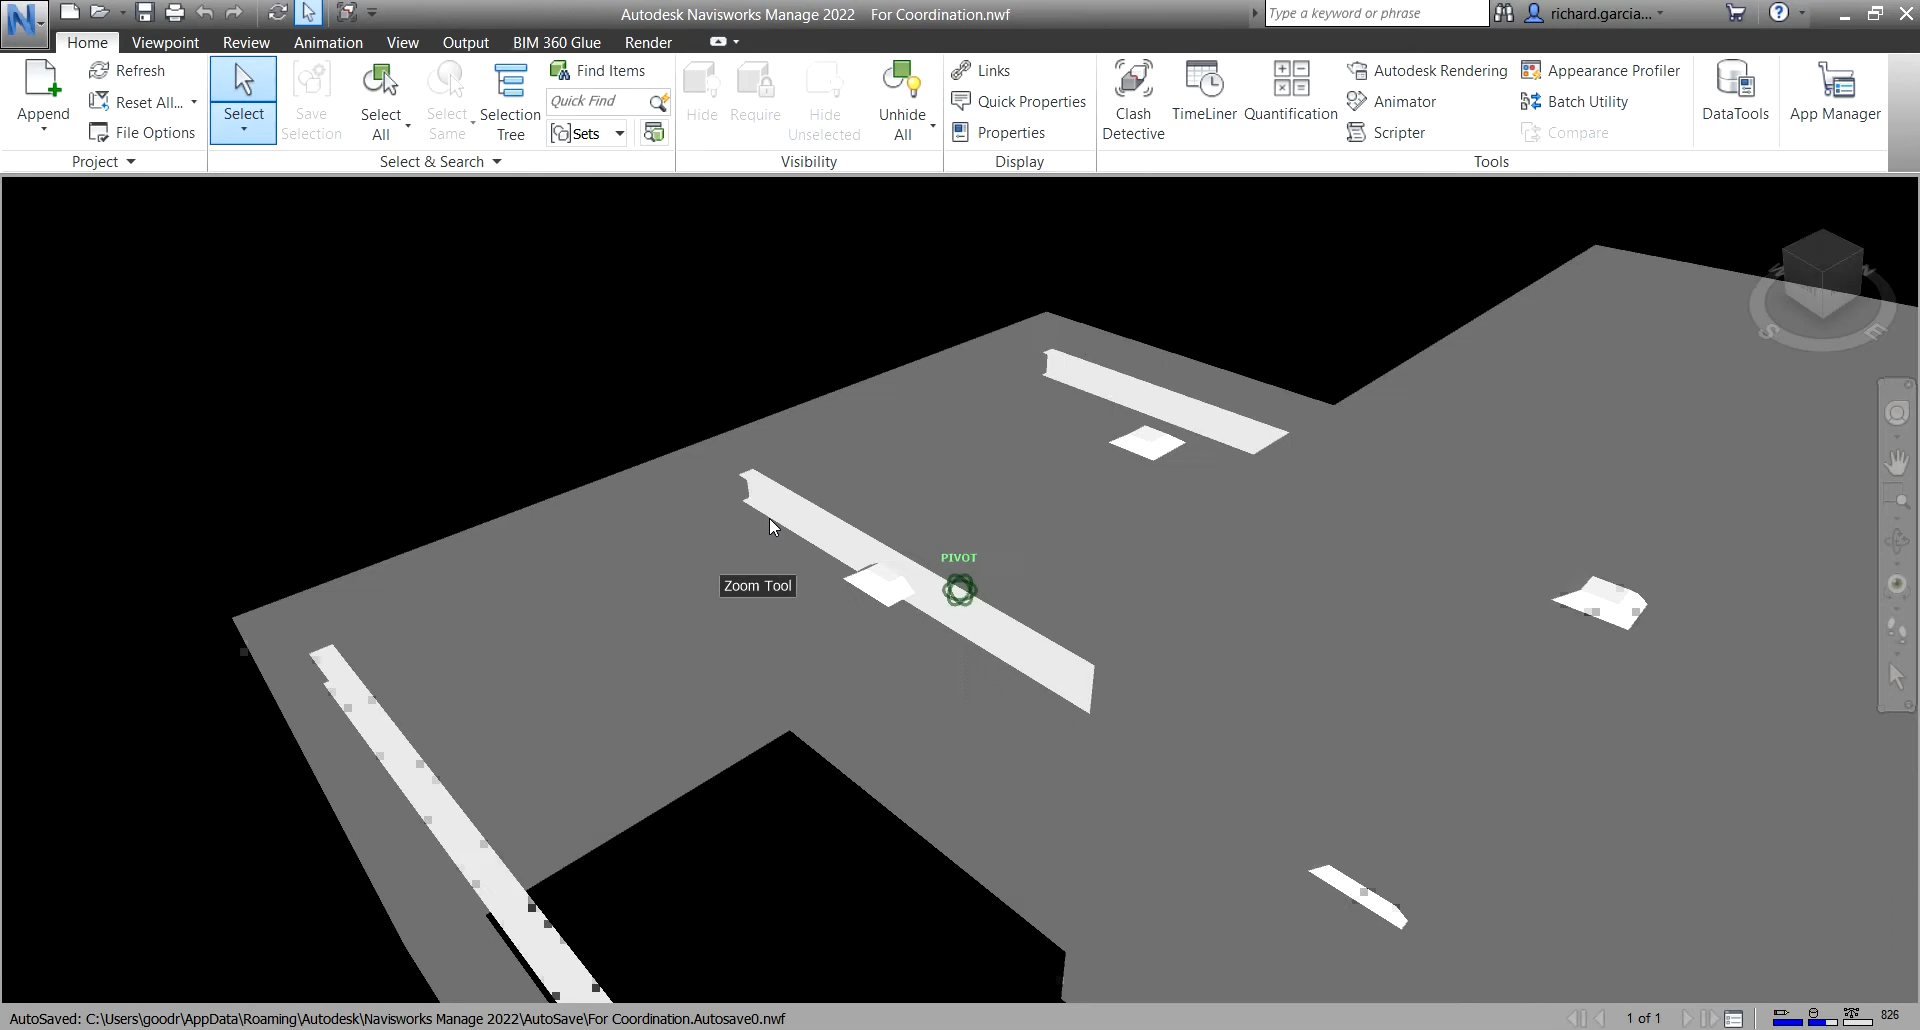 Autodesk Navisworks Manage 2022 For Coordination.nwf
Type a keyword or phrase
richard.garcia...
Home Viewpoint Review Animation View Output BIM 360 Glue Render
Append
Refresh
Reset All...
File Options
Project
Select
Save Selection
Select All
Select Same
Selection Tree
Find Items
Quick Find
Sets
Select & Search
Hide
Require
Hide Unselected
Unhide All
Visibility
Links
Quick Properties
Properties
Display
Clash Detective
TimeLiner
Quantification
Autodesk Rendering
Animator
Scripter
Appearance Profiler
Batch Utility
Compare
Tools
DataTools
App Manager
S
E
PIVOT
Zoom Tool
AutoSaved: C:\Users\goodr\AppData\Roaming\Autodesk\Navisworks Manage 2022\AutoSave\For Coordination.Autosave0.nwf
1 of 1
826